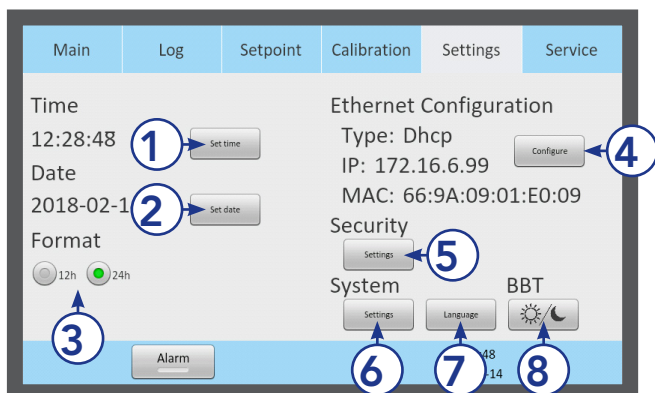 Main Log Setpoint Calibration Settings Service
Time
12:28:48
1
Set time
Date
2018-02-1
2
Set date
Format
12h
24h
3
Ethernet Configuration
Type: Dhcp
IP: 172.16.6.99
MAC: 66:9A:09:01:E0:09
Configure
4
Security
Settings
5
System
Settings
6
Language
7
BBT
8
Alarm
48
-14